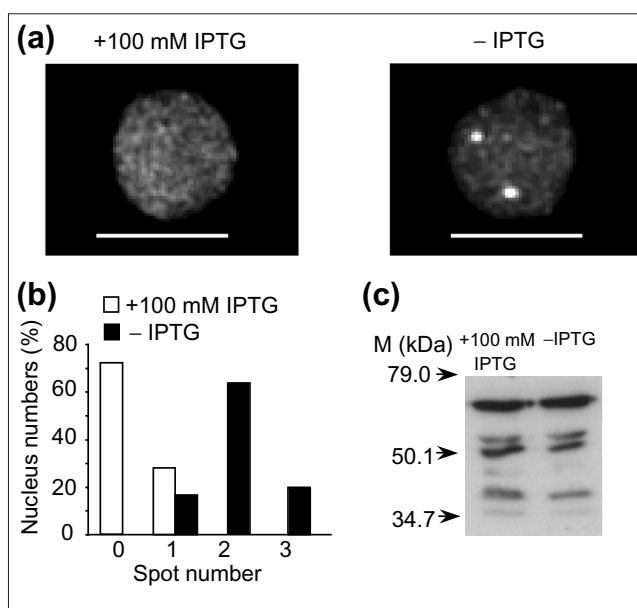 (a)
+100 mM IPTG
– IPTG
(b)
+100 mM IPTG
– IPTG
Nucleus numbers (%)
80
60
40
20
0
0 1 2 3
Spot number
(c)
M (kDa)
+100 mM IPTG
–IPTG
79.0
50.1
34.7